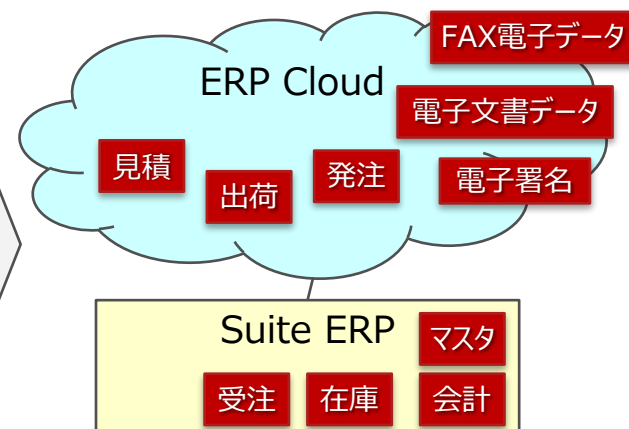 FAX電子データ
ERP Cloud
電子文書データ
見積
出荷
発注
電子署名
Suite ERP
マスタ
受注
在庫
会計